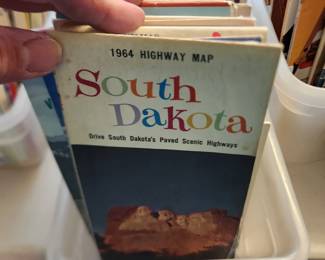 1964 HIGHWAY MAP
South
Dakota
Drive South Dakota's Paved Scenic Highways